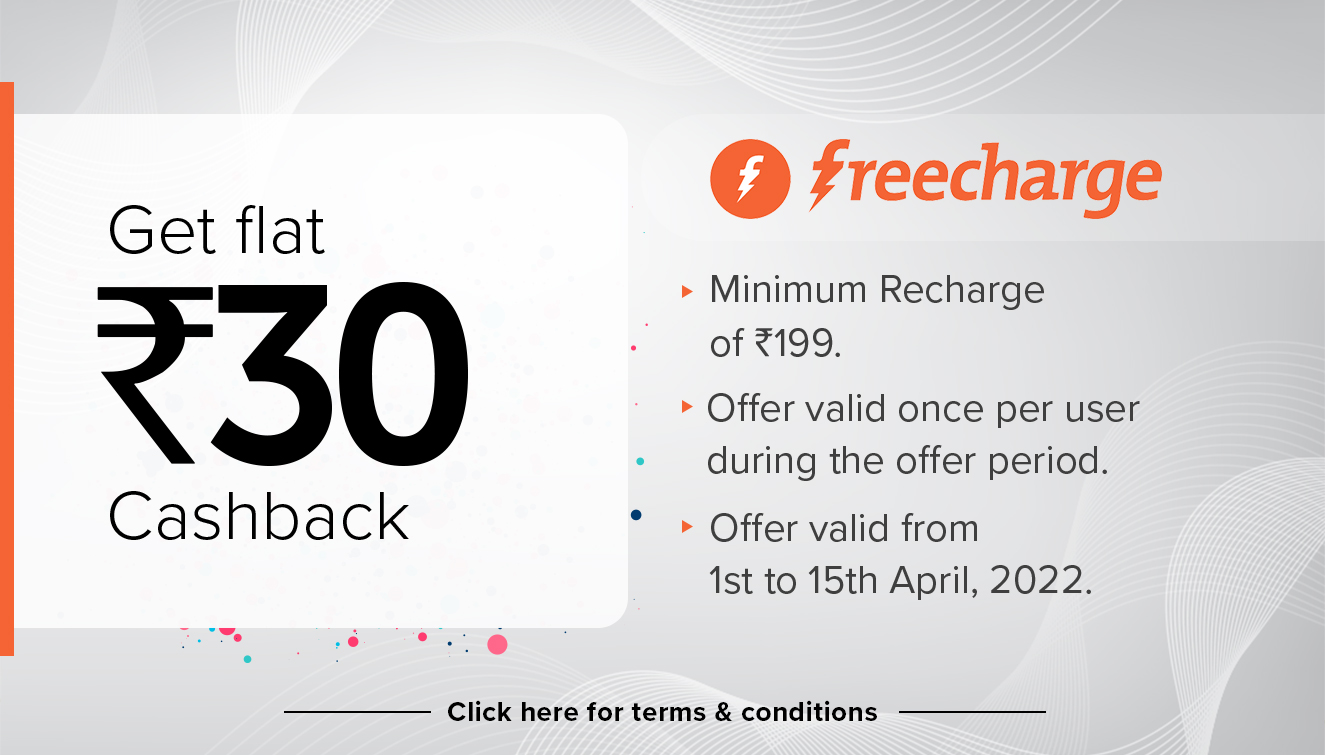 Get flat
₹30
Cashback
freecharge
Minimum Recharge
of ₹199.
Offer valid once per user
during the offer period.
Offer valid from
1st to 15th April, 2022.
Click here for terms & conditions